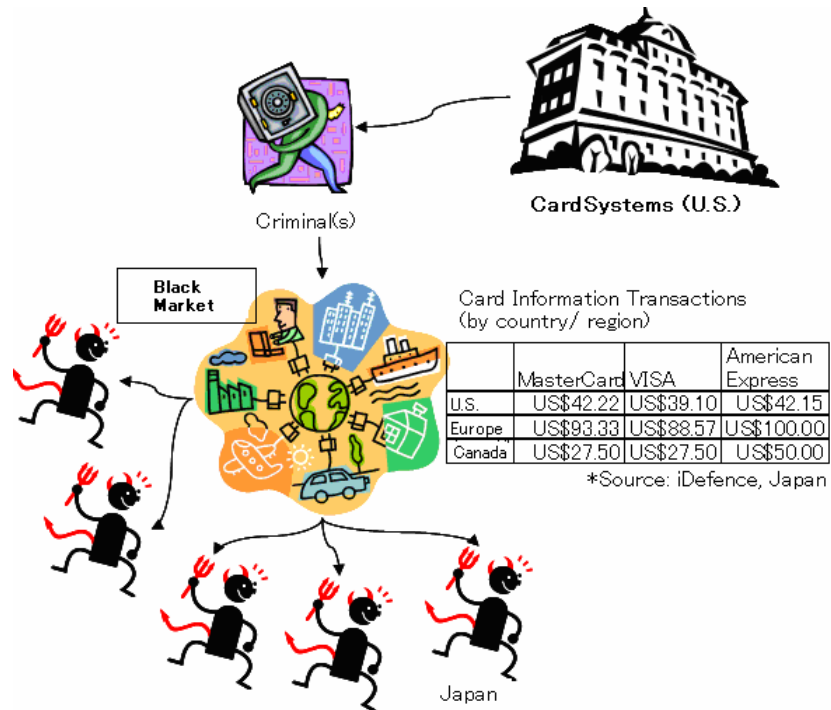 CardSystems (U.S.)
Criminal(s)
Black
Market
Card Information Transactions
(by country/ region)
MasterCard VISA American Express
U.S. US$42.22 US$39.10 US$42.15
Europe US$93.33 US$88.57 US$100.00
Canada US$27.50 US$27.50 US$50.00
*Source: iDefence, Japan
Japan